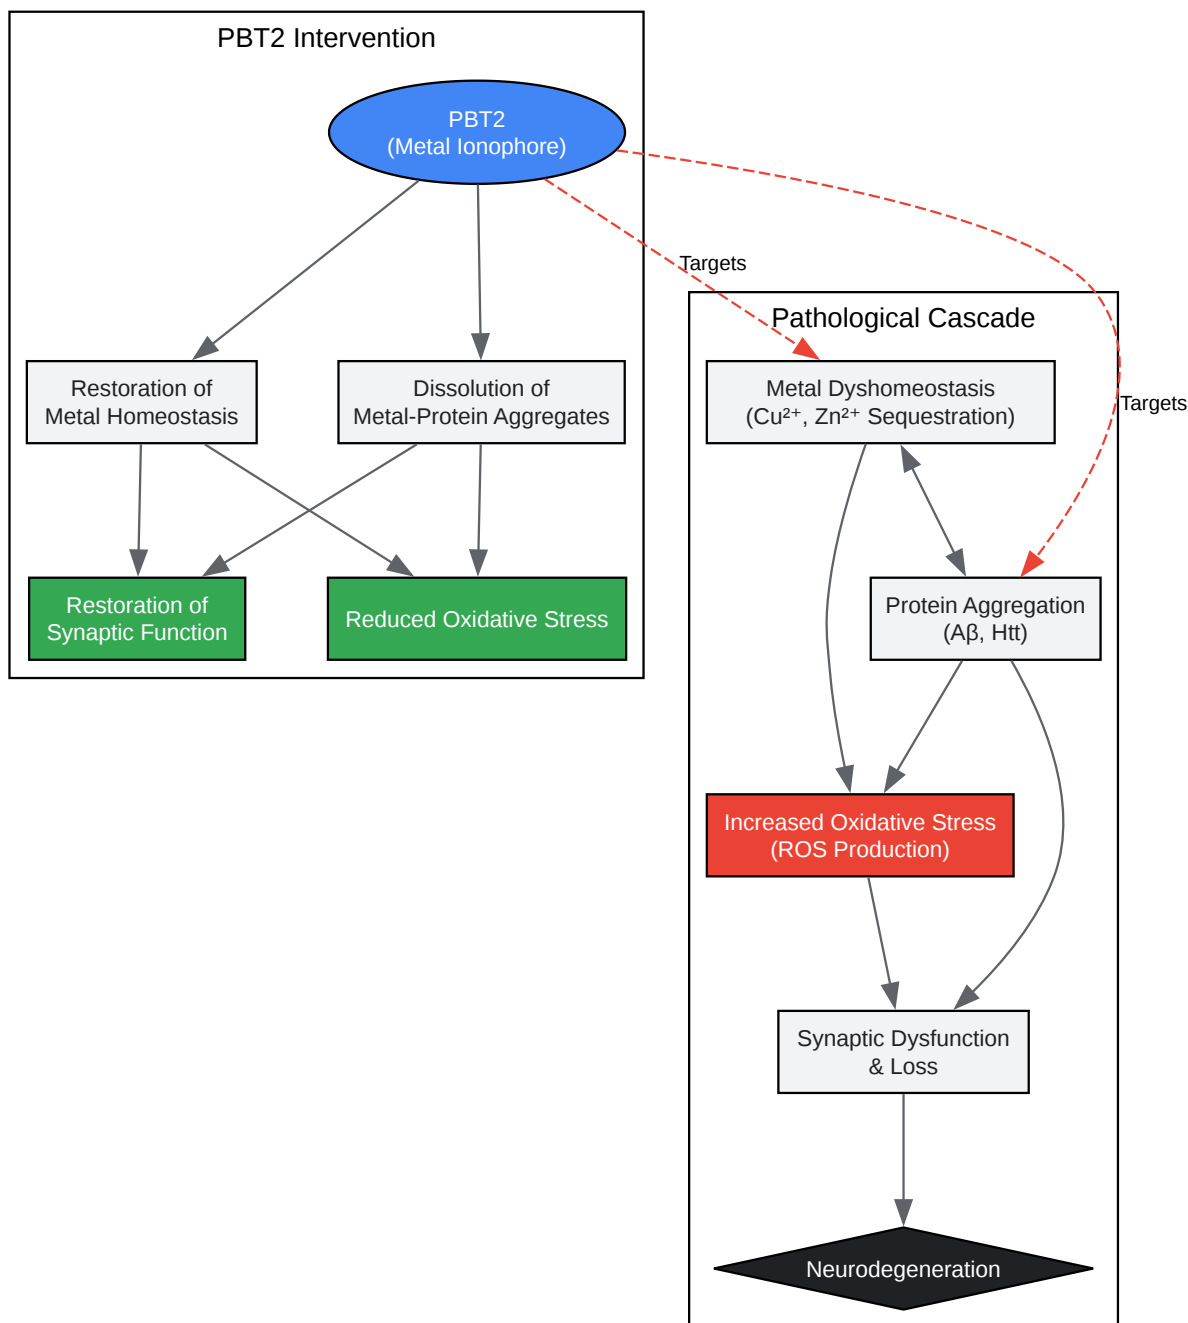 PBT2 Intervention
PBT2
(Metal Ionophore)
Targets
Restoration of
Metal Homeostasis
Dissolution of
Metal-Protein Aggregates
Restoration of
Synaptic Function
Reduced Oxidative Stress
Pathological Cascade
Metal Dyshomeostasis
(Cu²⁺, Zn²⁺ Sequestration)
Targets
Protein Aggregation
(Aβ, Htt)
Increased Oxidative Stress
(ROS Production)
Synaptic Dysfunction
& Loss
Neurodegeneration